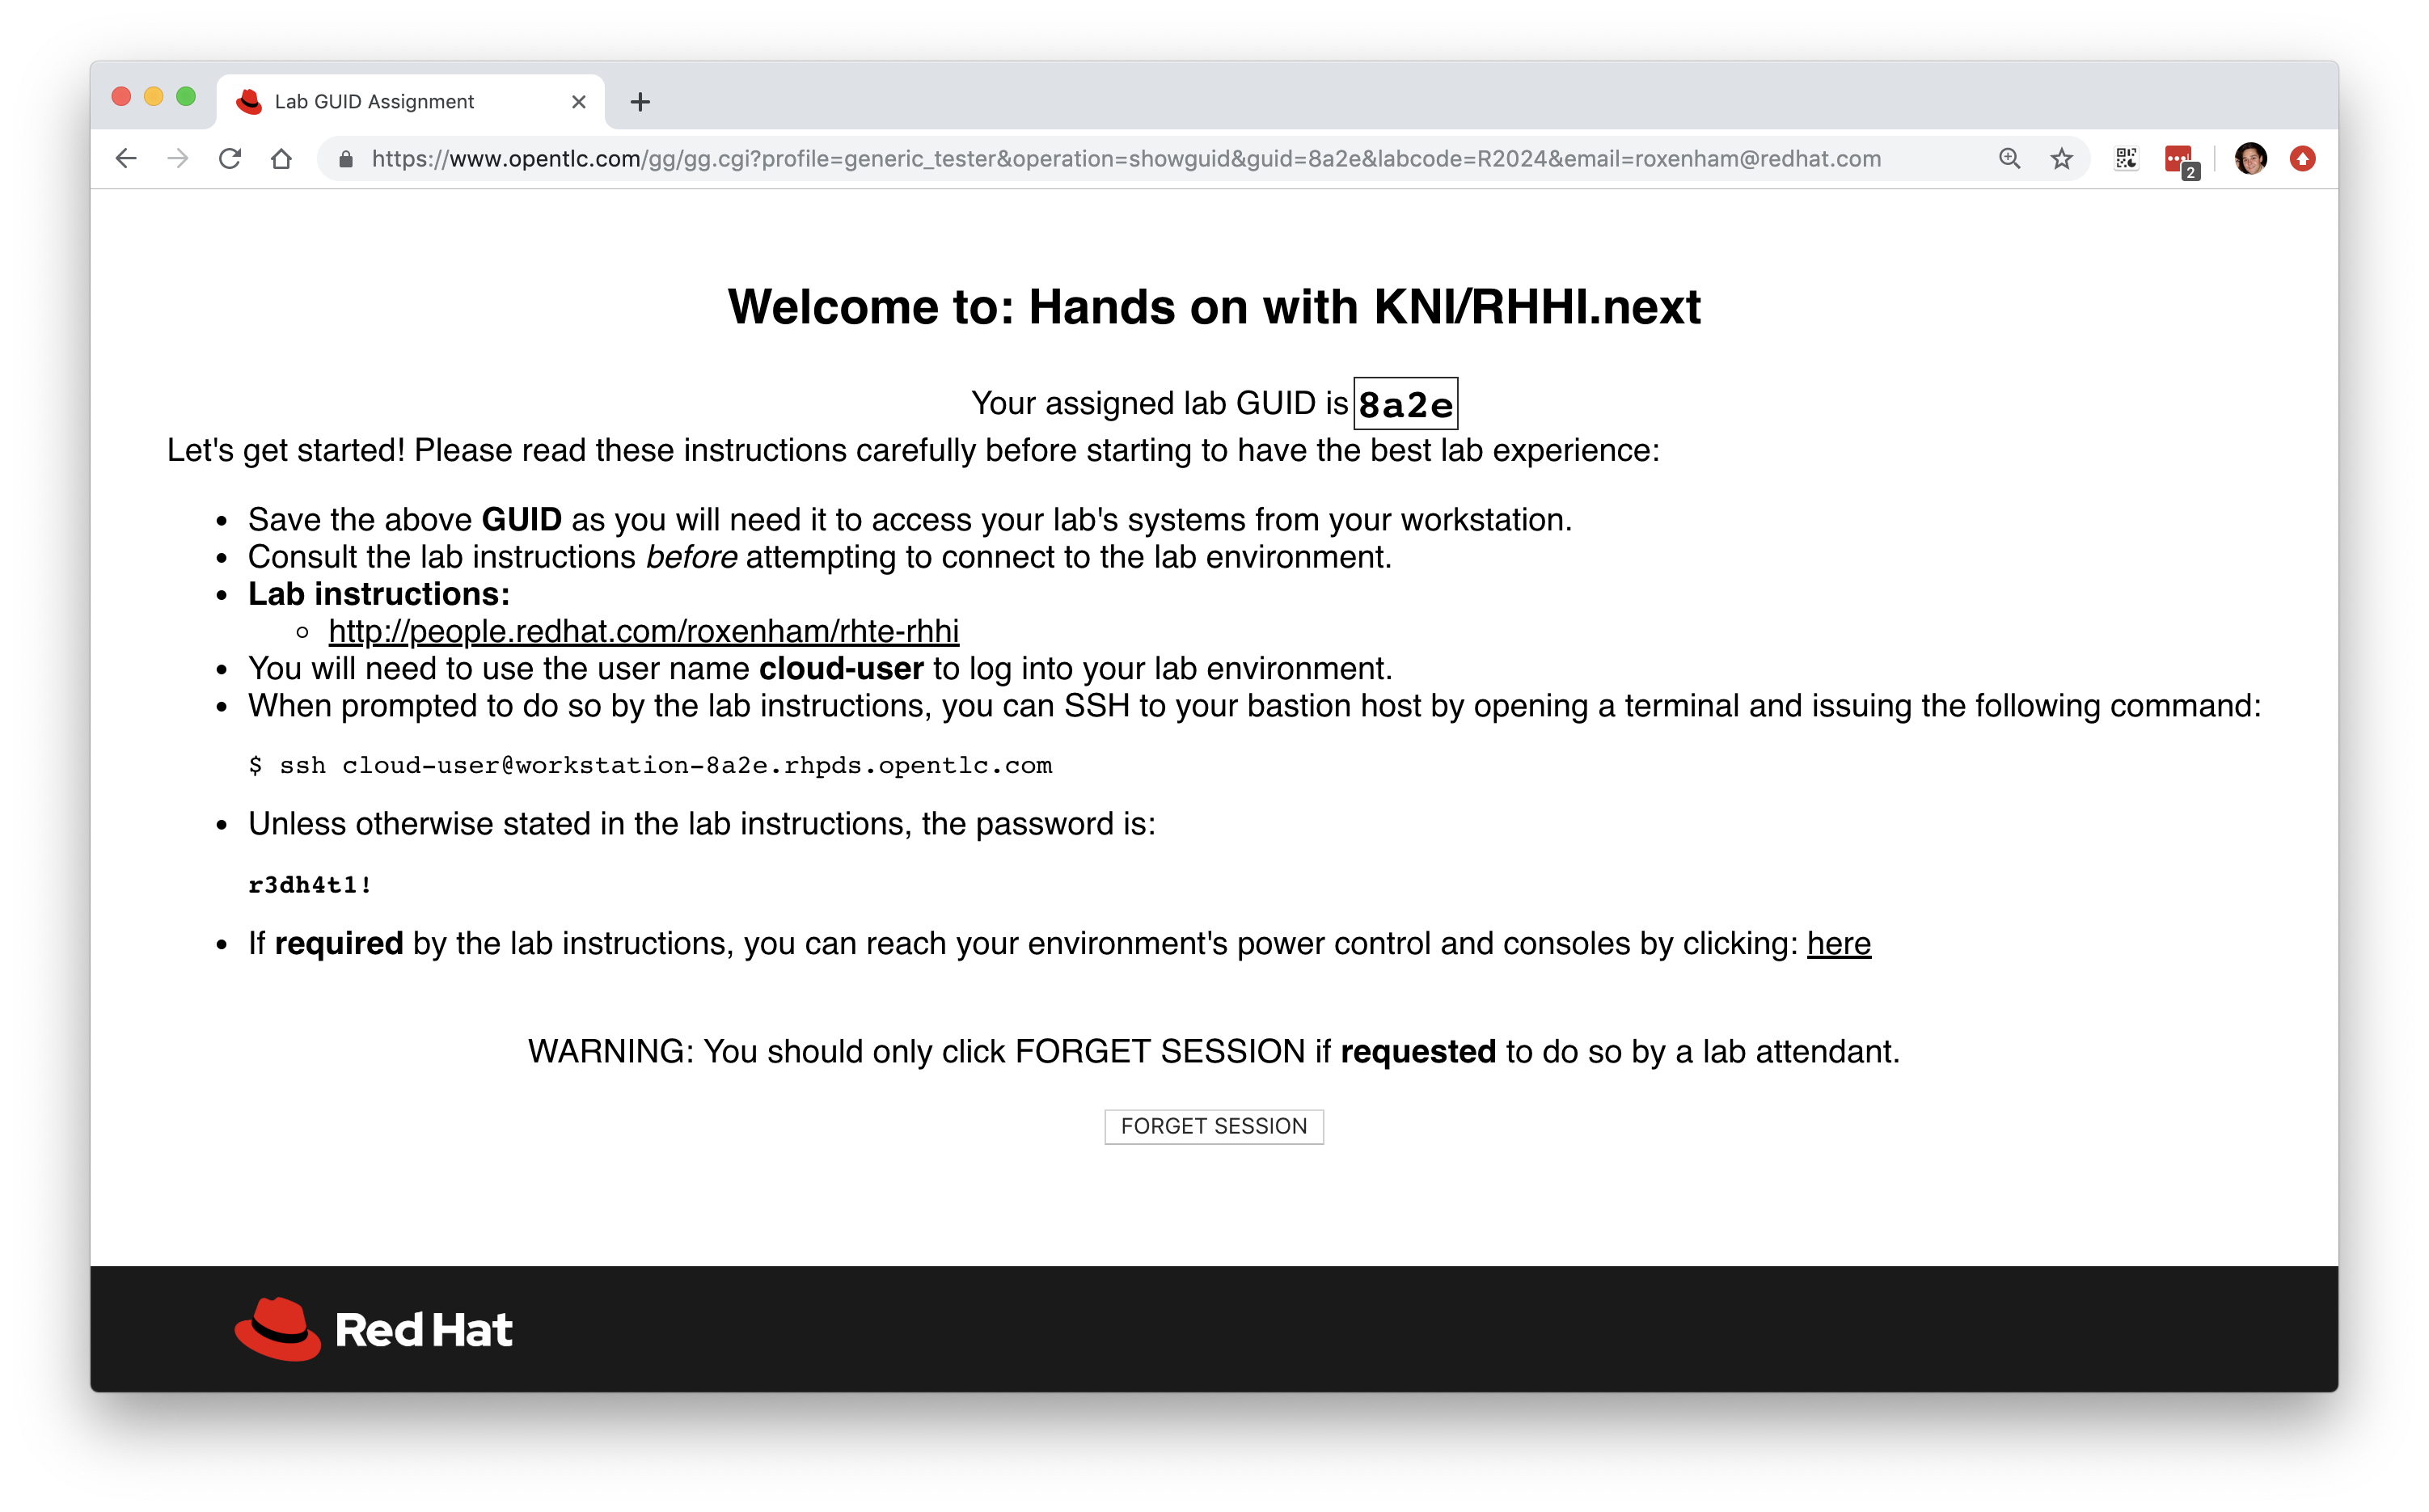 Lab GUID Assignment
https://www.opentlc.com/gg/gg.cgi?profile=generic_tester&operation=showguid&guid=8a2e&labcode=R2024&email=roxenham@redhat.com
2
Welcome to: Hands on with KNI/RHHI.next
Your assigned lab GUID is 8a2e
Let's get started! Please read these instructions carefully before starting to have the best lab experience:
Save the above GUID as you will need it to access your lab's systems from your workstation.
Consult the lab instructions before attempting to connect to the lab environment.
Lab instructions:
http://people.redhat.com/roxenham/rhte-rhhi
You will need to use the user name cloud-user to log into your lab environment.
When prompted to do so by the lab instructions, you can SSH to your bastion host by opening a terminal and issuing the following command:
$ ssh cloud-user@workstation-8a2e.rhpds.opentlc.com
Unless otherwise stated in the lab instructions, the password is:
r3dh4t1!
If required by the lab instructions, you can reach your environment's power control and consoles by clicking: here
WARNING: You should only click FORGET SESSION if requested to do so by a lab attendant.
FORGET SESSION
Red Hat